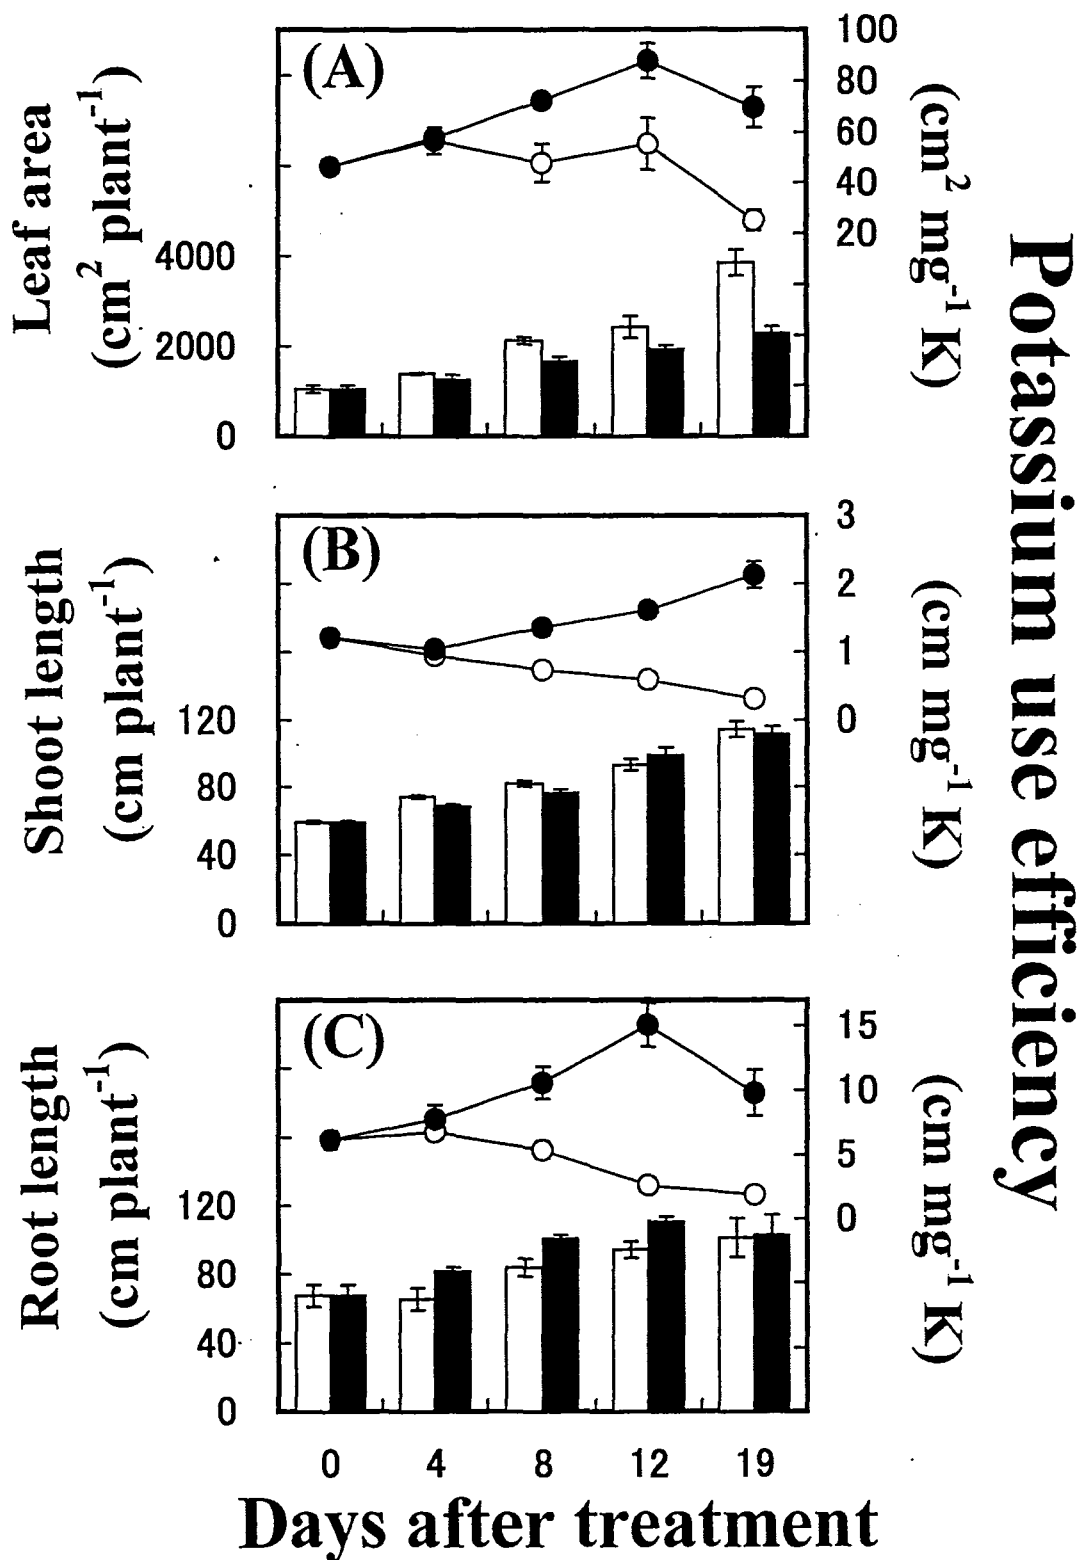 (A)
Leaf area
(cm² plant⁻¹)
4000
2000
0
100
80
60
40
20
(cm² mg⁻¹ K)
(B)
Shoot length
(cm plant⁻¹)
120
80
40
0
3
2
1
0
(cm mg⁻¹ K)
(C)
Root length
(cm plant⁻¹)
120
80
40
0
15
10
5
0
(cm mg⁻¹ K)
Potassium use efficiency
0 4 8 12 19
Days after treatment